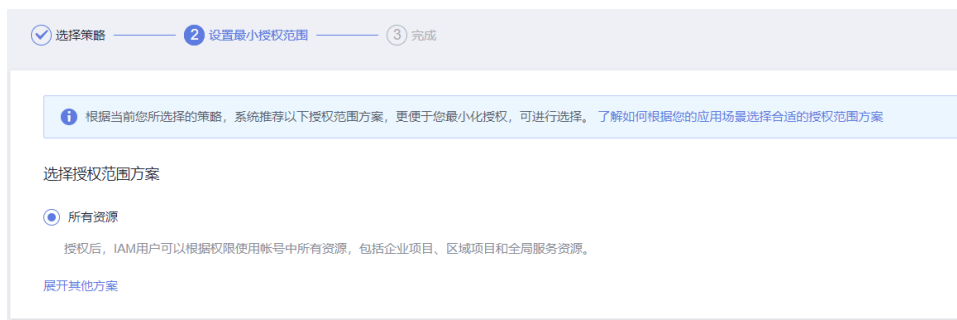 选择策略 2 设置最小授权范围 3 完成
根据当前您所选择的策略，系统推荐以下授权范围方案，更便于您最小化授权，可进行选择。 了解如何根据您的应用场景选择合适的授权范围方案
选择授权范围方案
所有资源
授权后，IAM用户可以根据权限使用帐号中所有资源，包括企业项目、区域项目和全局服务资源。
展开其他方案